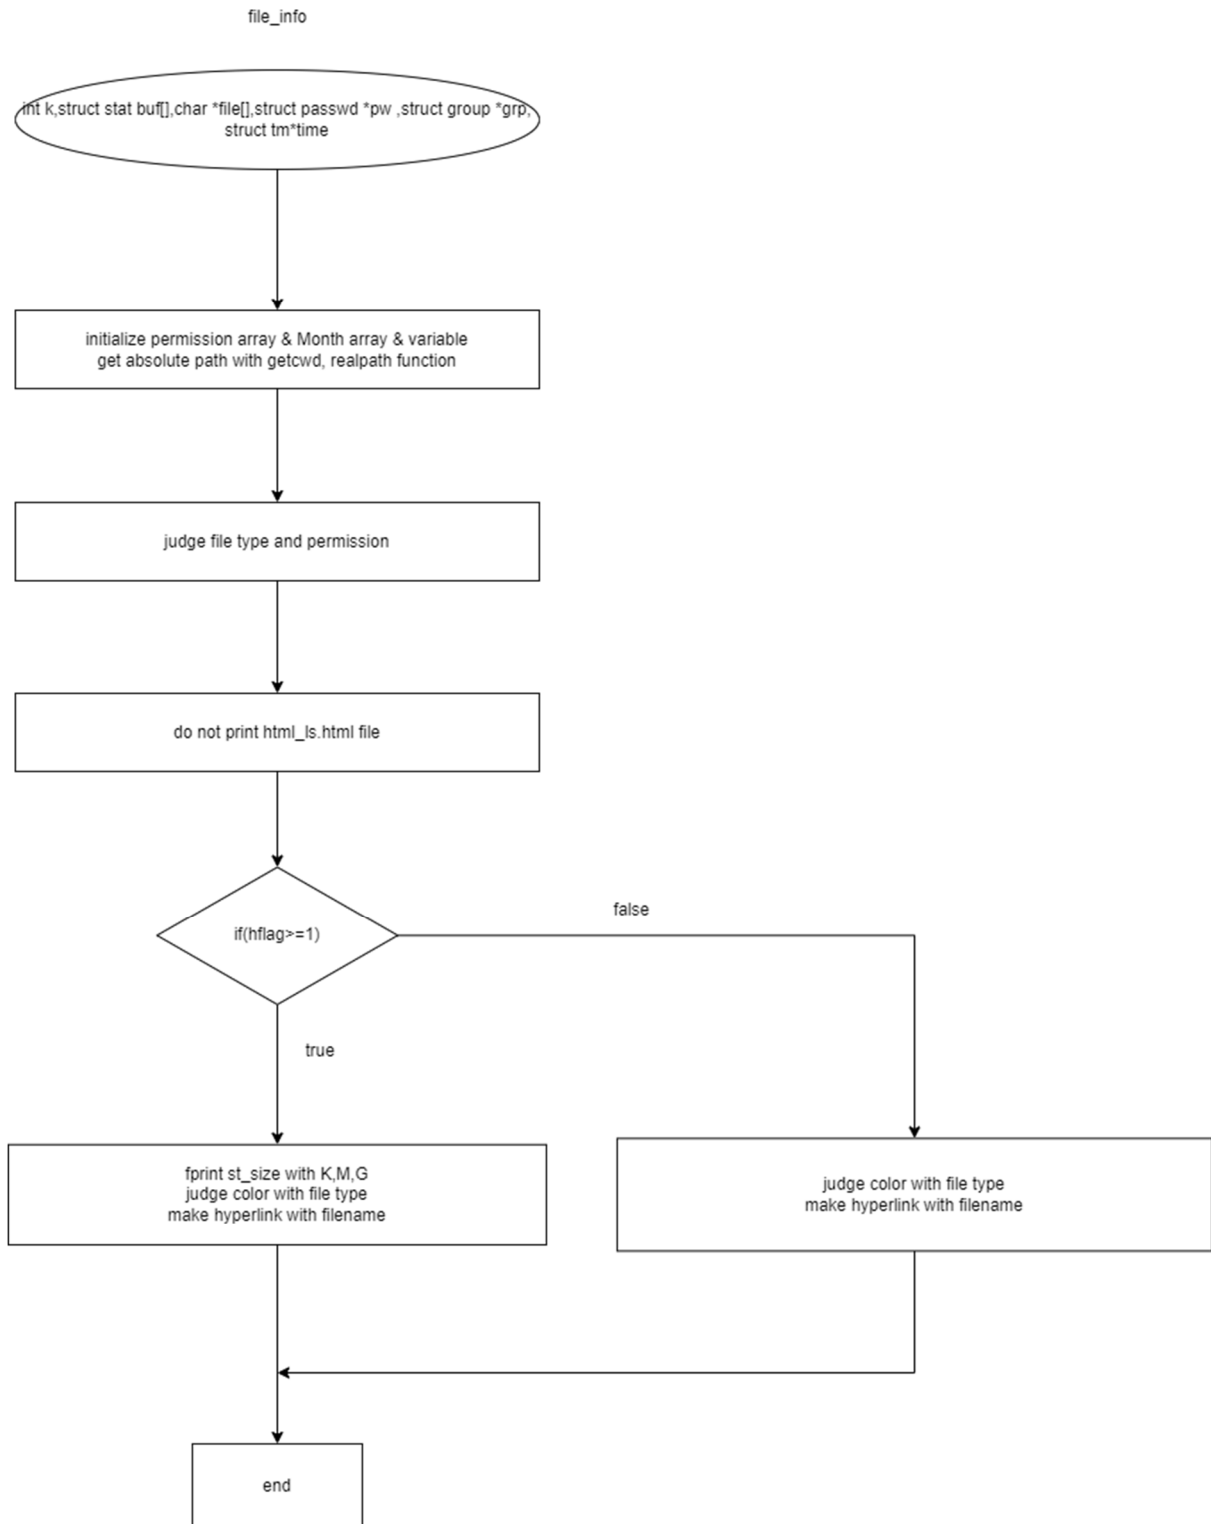 file_info
int k,struct stat buf[],char *file[],struct passwd *pw ,struct group *grp,
struct tm*time
initialize permission array & Month array & variable
get absolute path with getcwd, realpath function
judge file type and permission
do not print html_ls.html file
if(hflag>=1)
false
true
fprint st_size with K,M,G
judge color with file type
make hyperlink with filename
judge color with file type
make hyperlink with filename
end